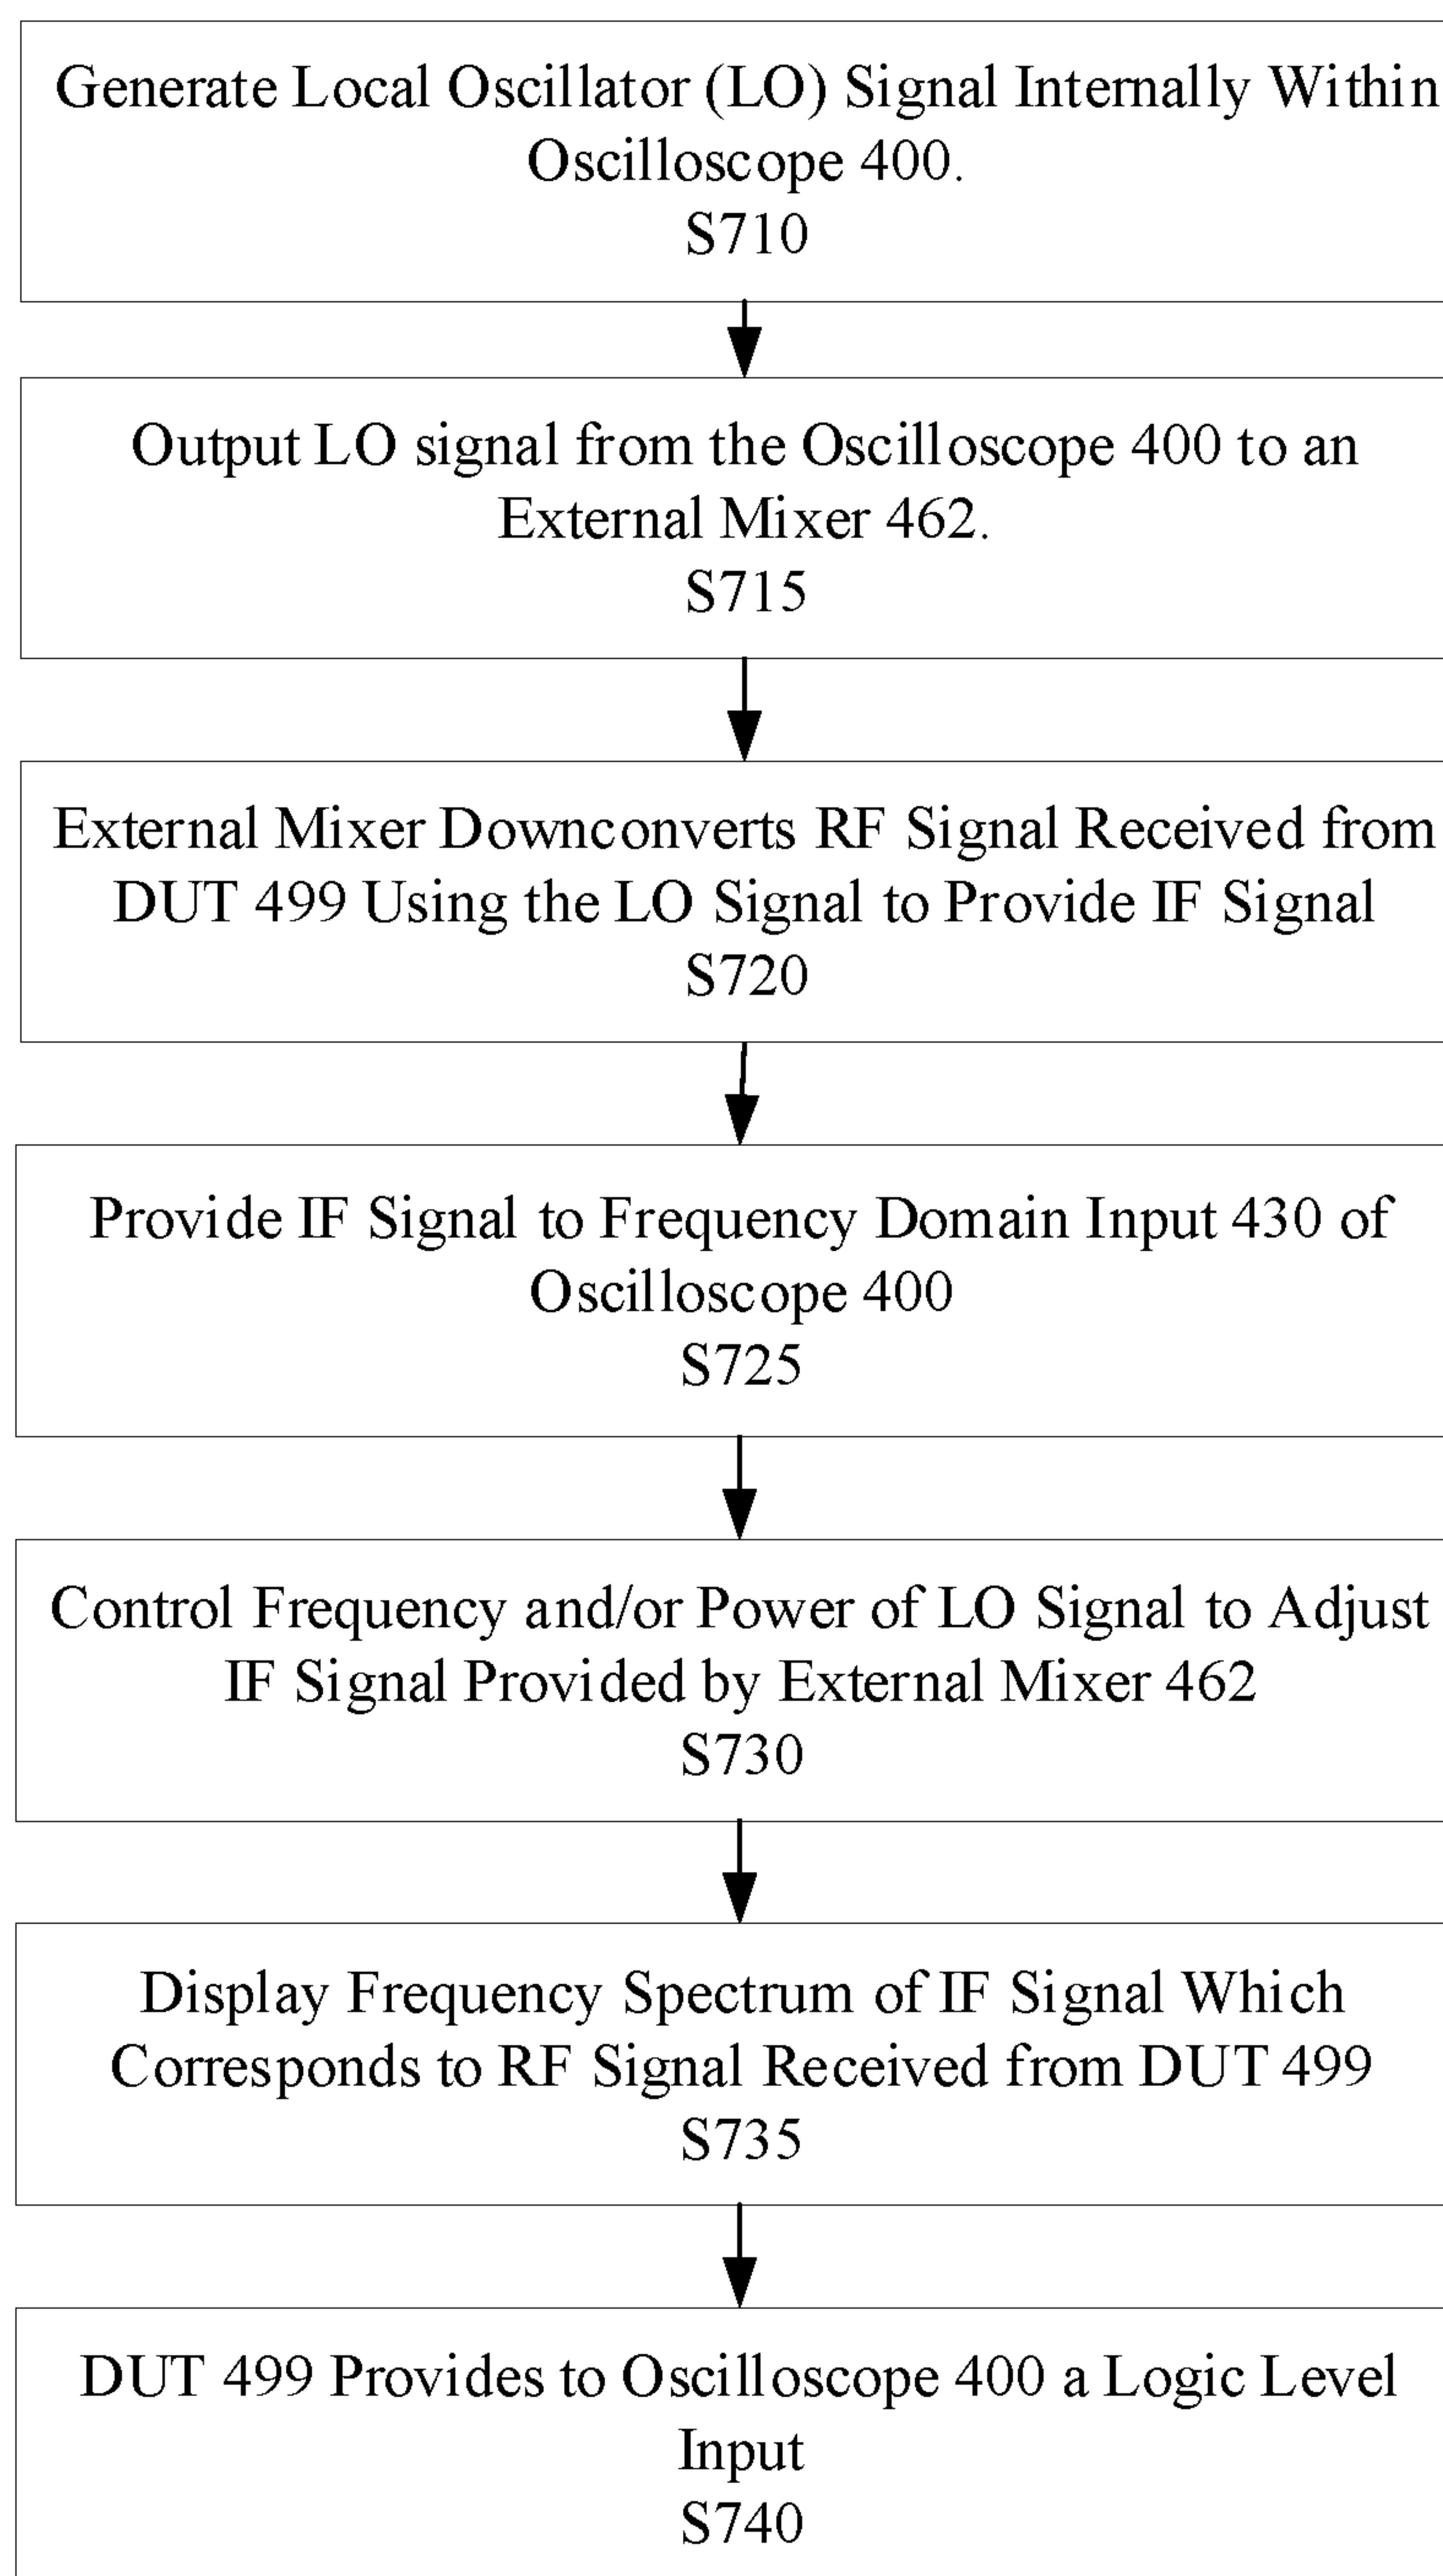 Generate Local Oscillator (LO) Signal Internally Within
Oscilloscope 400.
S710
Output LO signal from the Oscilloscope 400 to an
External Mixer 462.
S715
External Mixer Downconverts RF Signal Received from
DUT 499 Using the LO Signal to Provide IF Signal
S720
Provide IF Signal to Frequency Domain Input 430 of
Oscilloscope 400
S725
Control Frequency and/or Power of LO Signal to Adjust
IF Signal Provided by External Mixer 462
S730
Display Frequency Spectrum of IF Signal Which
Corresponds to RF Signal Received from DUT 499
S735
DUT 499 Provides to Oscilloscope 400 a Logic Level
Input
S740